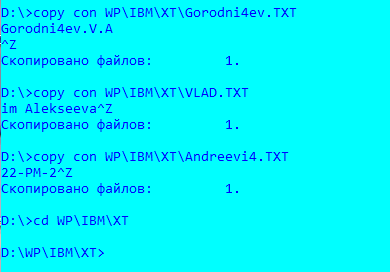 D:\>copy con WP\IBM\XT\Gorodni4ev.TXT
Gorodni4ev.V.A
^Z
Скопировано файлов:         1.
D:\>copy con WP\IBM\XT\VLAD.TXT
im Alekseeva^Z
Скопировано файлов:         1.
D:\>copy con WP\IBM\XT\Andreevi4.TXT
22-PM-2^Z
Скопировано файлов:         1.
D:\>cd WP\IBM\XT
D:\WP\IBM\XT>